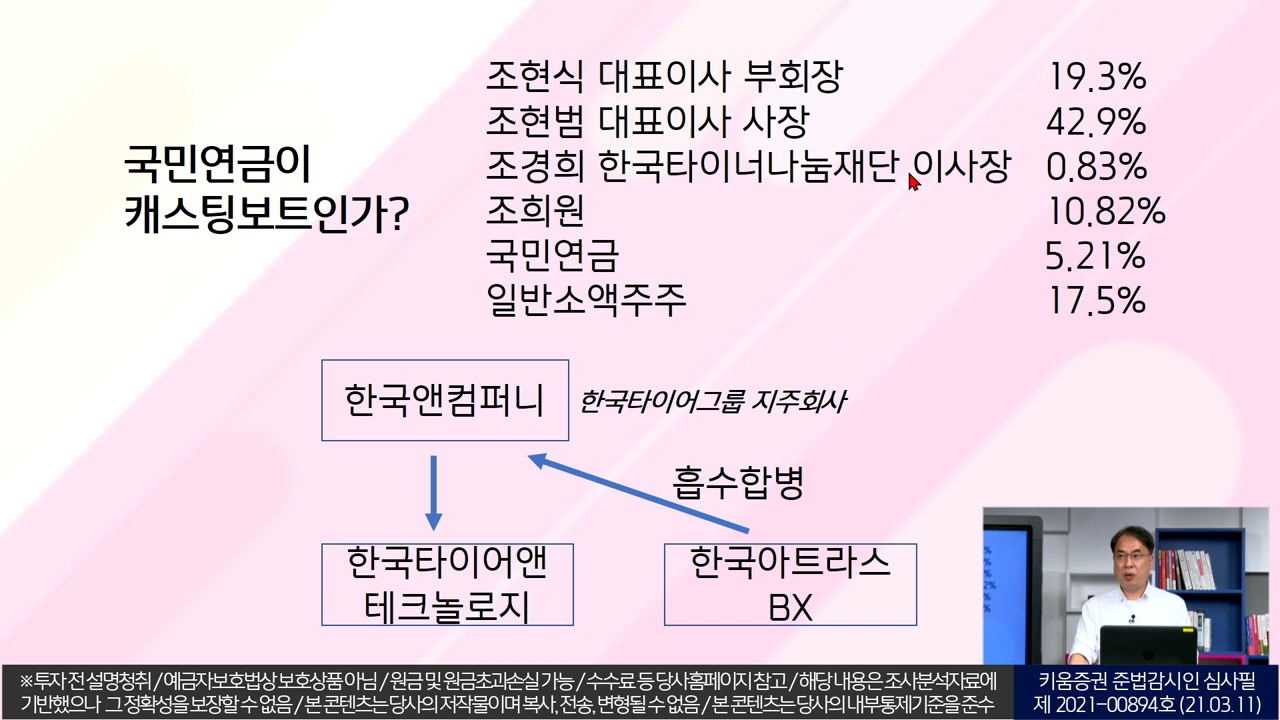 국민연금이
캐스팅보트인가?
조현식 대표이사 부회장 19.3%
조현범 대표이사 사장 42.9%
조경희 한국타이너나눔재단 이사장 0.83%
조희원 10.82%
국민연금 5.21%
일반소액주주 17.5%
한국앤컴퍼니 한국타이어그룹 지주회사
흡수합병
한국타이어앤
테크놀로지
한국아트라스
BX
※ 투자 전 설명청취 / 예금자보호법상 보호상품 아님 / 원금 및 원금초과손실 가능 / 수수료 등 당사홈페이지 참고 / 해당 내용은 조사분석자료에
기반했으나 그 정확성을 보장할 수 없음 / 본 콘텐츠는 당사의 저작물이며 복사, 전송, 변형될 수 없음 / 본 콘텐츠는 당사의 내부통제기준을 준수
키움증권 준법감시인 심사필
제 2021-00894호 (21.03.11)